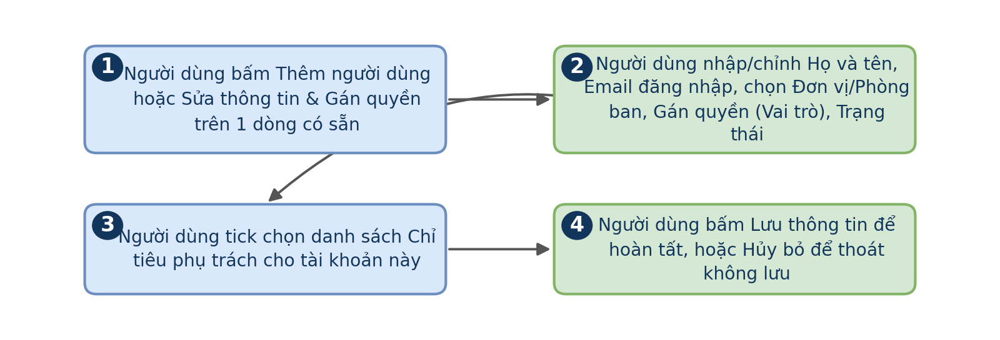 1
Người dùng bấm Thêm người dùng
hoặc Sửa thông tin & Gán quyền
trên 1 dòng có sẵn
2
Người dùng nhập/chỉnh Họ và tên,
Email đăng nhập, chọn Đơn vị/Phòng
ban, Gán quyền (Vai trò), Trạng
thái
3
Người dùng tick chọn danh sách Chỉ
tiêu phụ trách cho tài khoản này
4
Người dùng bấm Lưu thông tin để
hoàn tất, hoặc Hủy bỏ để thoát
không lưu